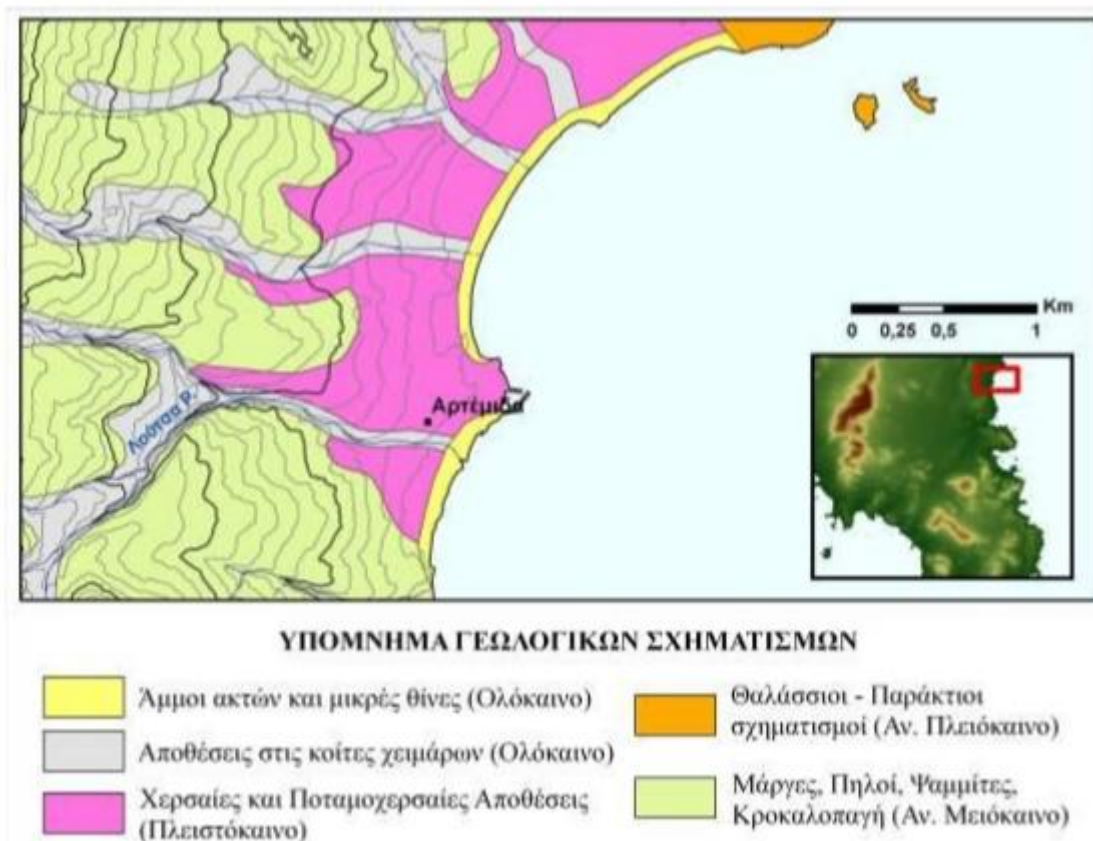 Km
0 0,25 0,5 1
Αρτέμιδα
Λούτσα Ρ.
ΥΠΟΜΝΗΜΑ ΓΕΩΛΟΓΙΚΩΝ ΣΧΗΜΑΤΙΣΜΩΝ
Άμμοι ακτών και μικρές θίνες (Ολόκαινο)
Αποθέσεις στις κοίτες χειμάρων (Ολόκαινο)
Χερσαίες και Ποταμοχερσαίες Αποθέσεις
(Πλειστόκαινο)
Θαλάσσιοι - Παράκτιοι
σχηματισμοί (Αν. Πλειόκαινο)
Μάργες, Πηλοί, Ψαμμίτες,
Κροκαλοπαγή (Αν. Μειόκαινο)